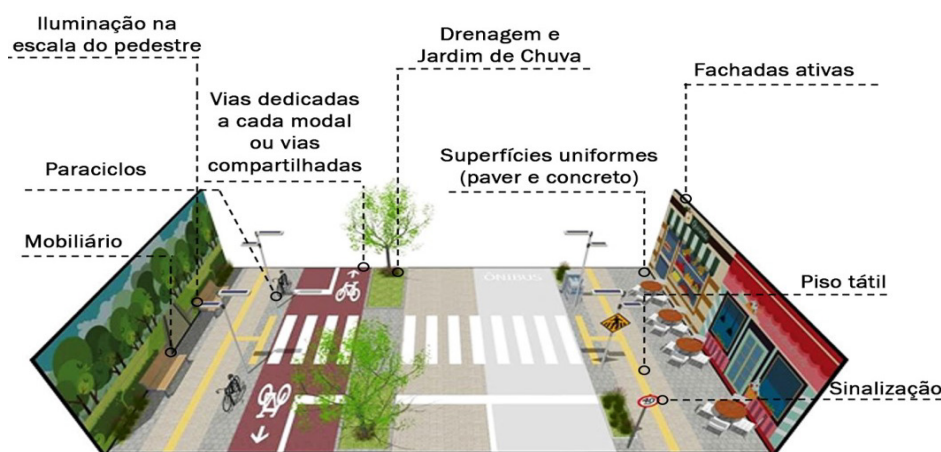 Iluminação na
escala do pedestre
Drenagem e
Jardim de Chuva
Fachadas ativas
Vias dedicadas
a cada modal
ou vias
compartilhadas
Superfícies uniformes
(paver e concreto)
Paraciclos
Mobiliário
ÔNIBUS
Piso tátil
Sinalização
40